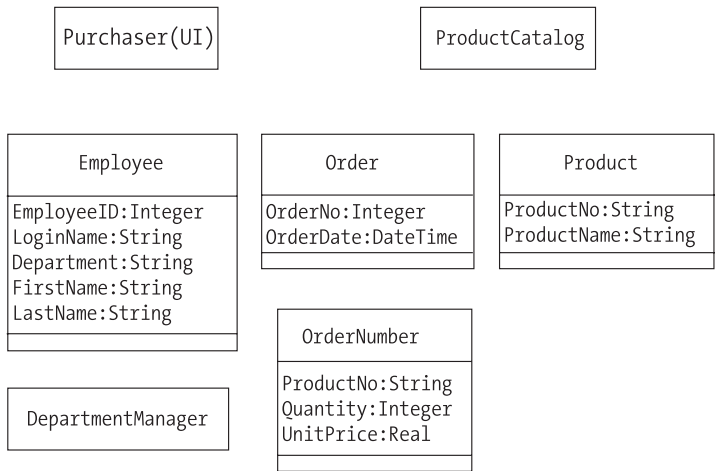 Purchaser(UI)
ProductCatalog
Employee
EmployeeID:Integer
LoginName:String
Department:String
FirstName:String
LastName:String
Order
OrderNo:Integer
OrderDate:DateTime
Product
ProductNo:String
ProductName:String
OrderNumber
ProductNo:String
Quantity:Integer
UnitPrice:Real
DepartmentManager